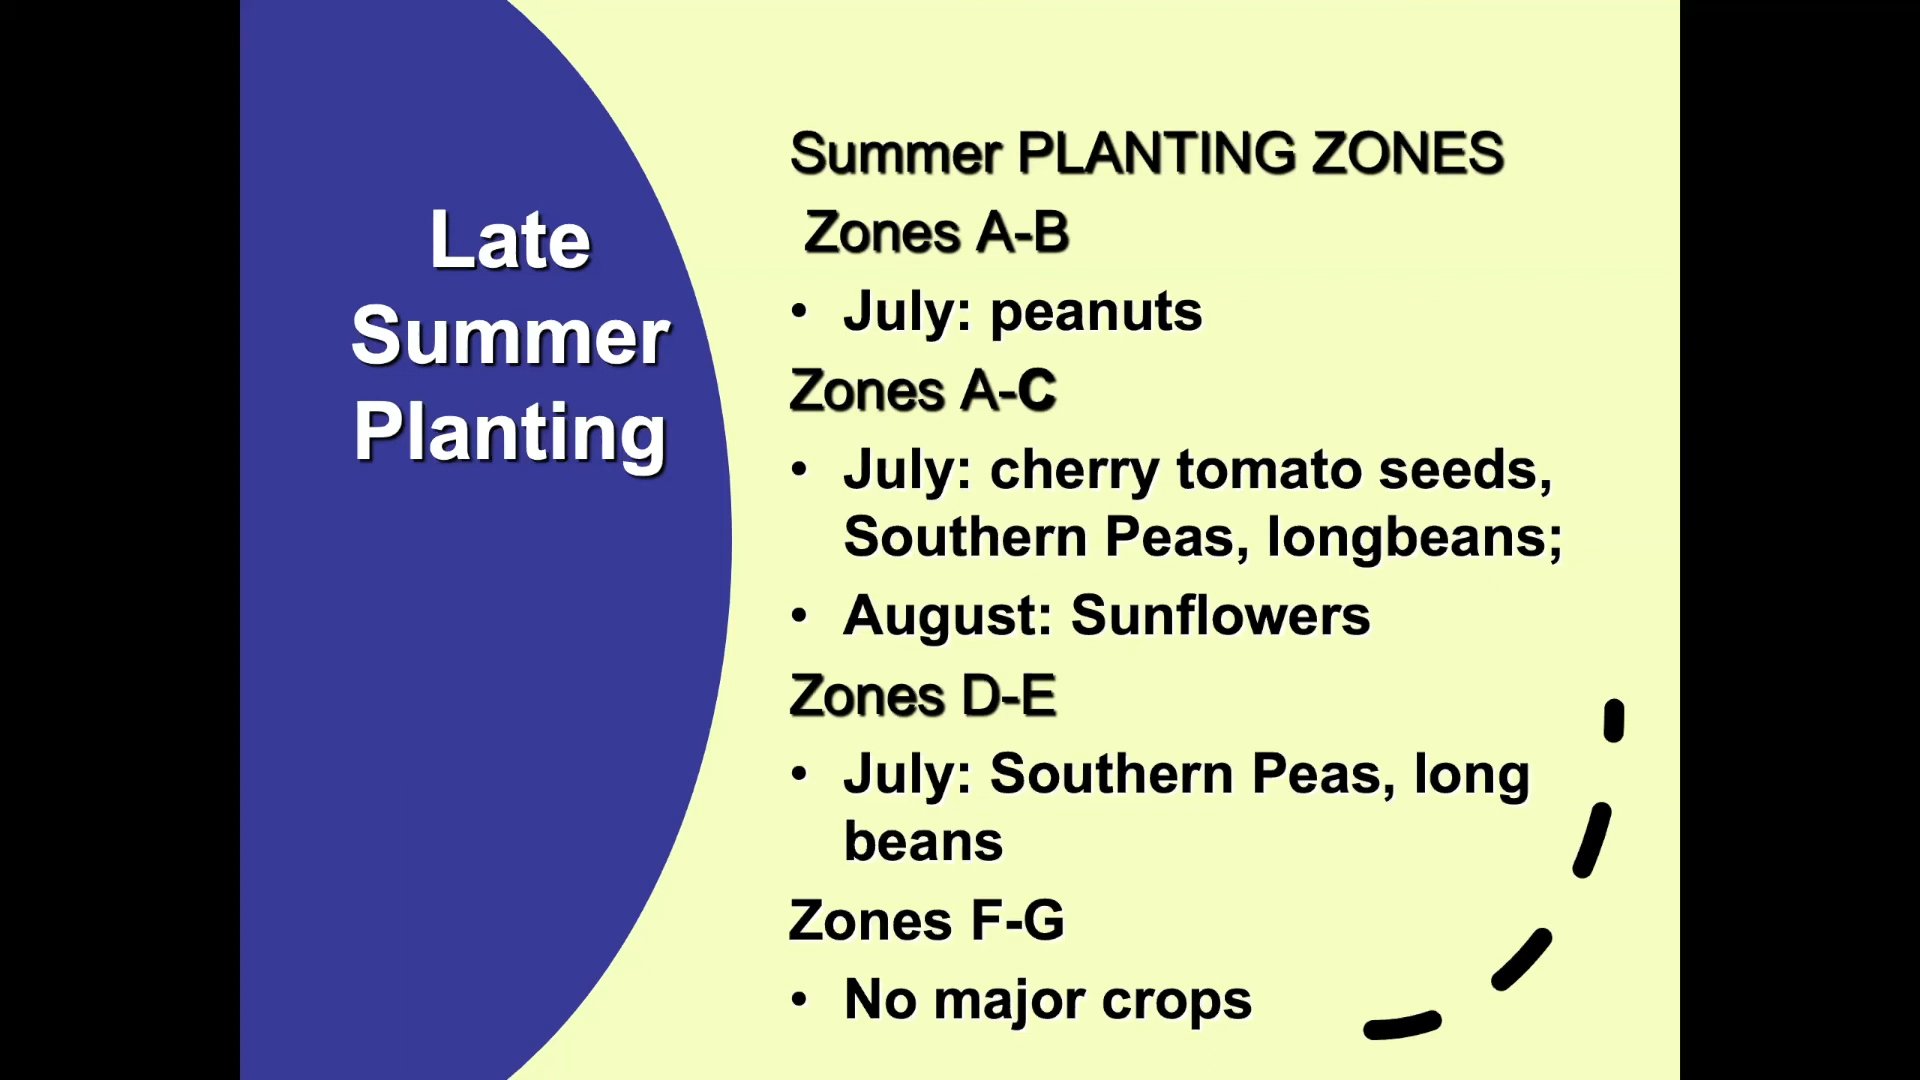 Late
Summer
Planting
Summer PLANTING ZONES
Zones A-B
• July: peanuts
Zones A-C
• July: cherry tomato seeds,
Southern Peas, longbeans;
• August: Sunflowers
Zones D-E
• July: Southern Peas, long
beans
Zones F-G
• No major crops